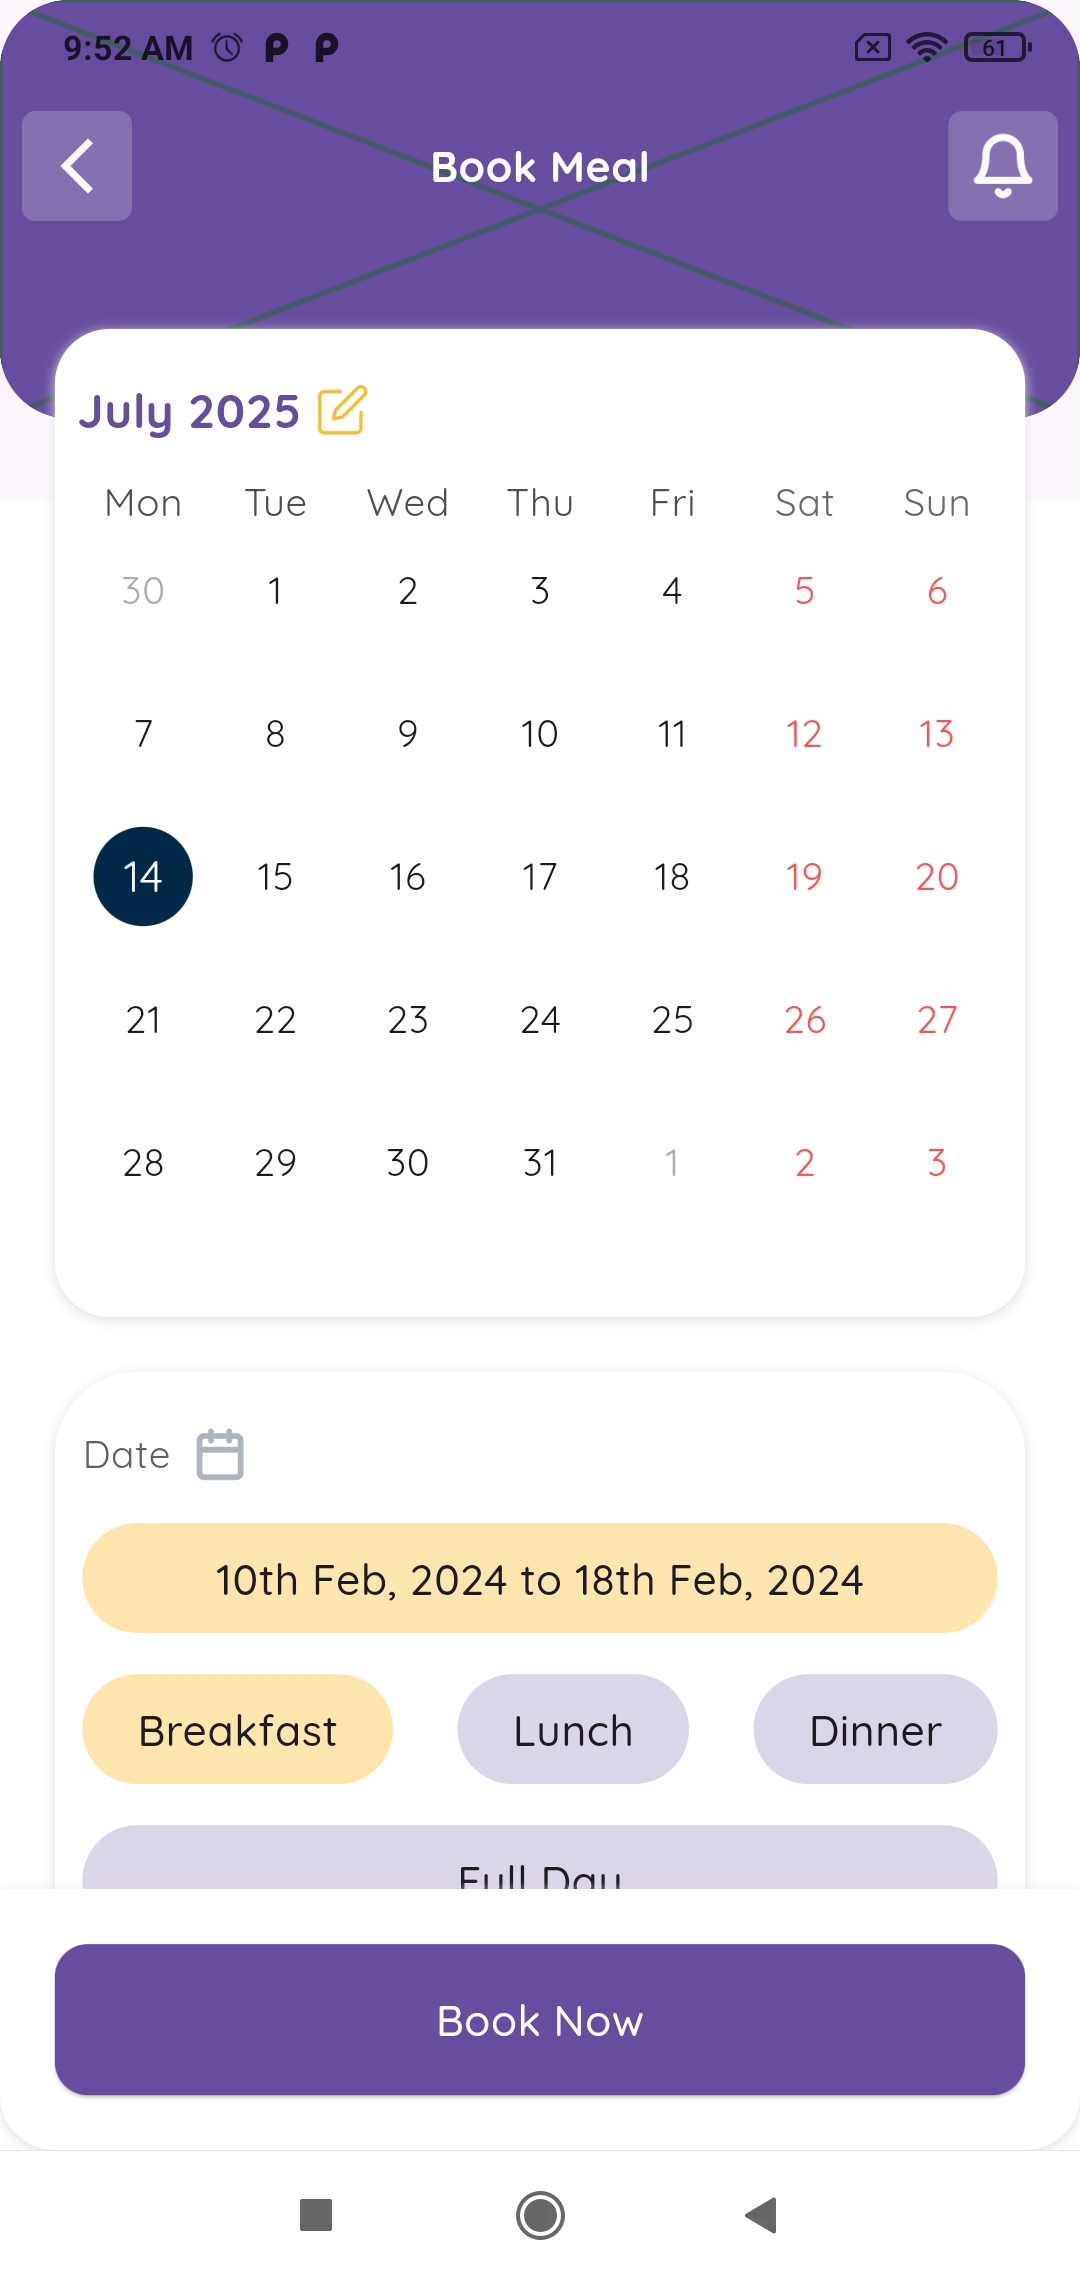 9:52 AM 61
Book Meal
July 2025
Mon Tue Wed Thu Fri Sat Sun
30 1 2 3 4 5 6
7 8 9 10 11 12 13
14 15 16 17 18 19 20
21 22 23 24 25 26 27
28 29 30 31 1 2 3
Date
10th Feb, 2024 to 18th Feb, 2024
Breakfast Lunch Dinner
Full Day
Book Now